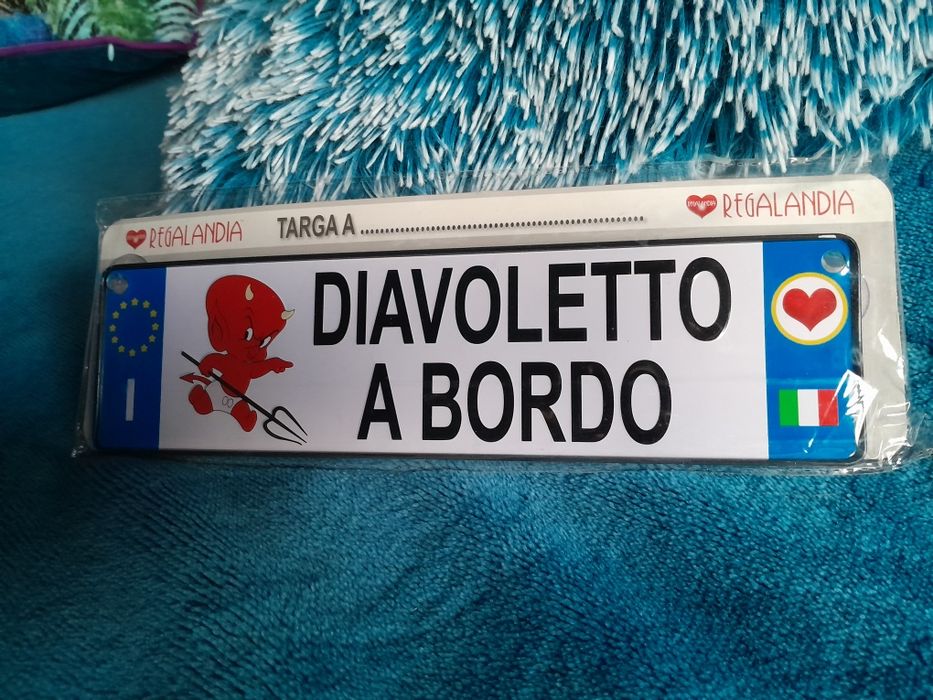 REGALANDIA
TARGA A ........................................................
REGALANDIA
DIAVOLETTO
A BORDO
I